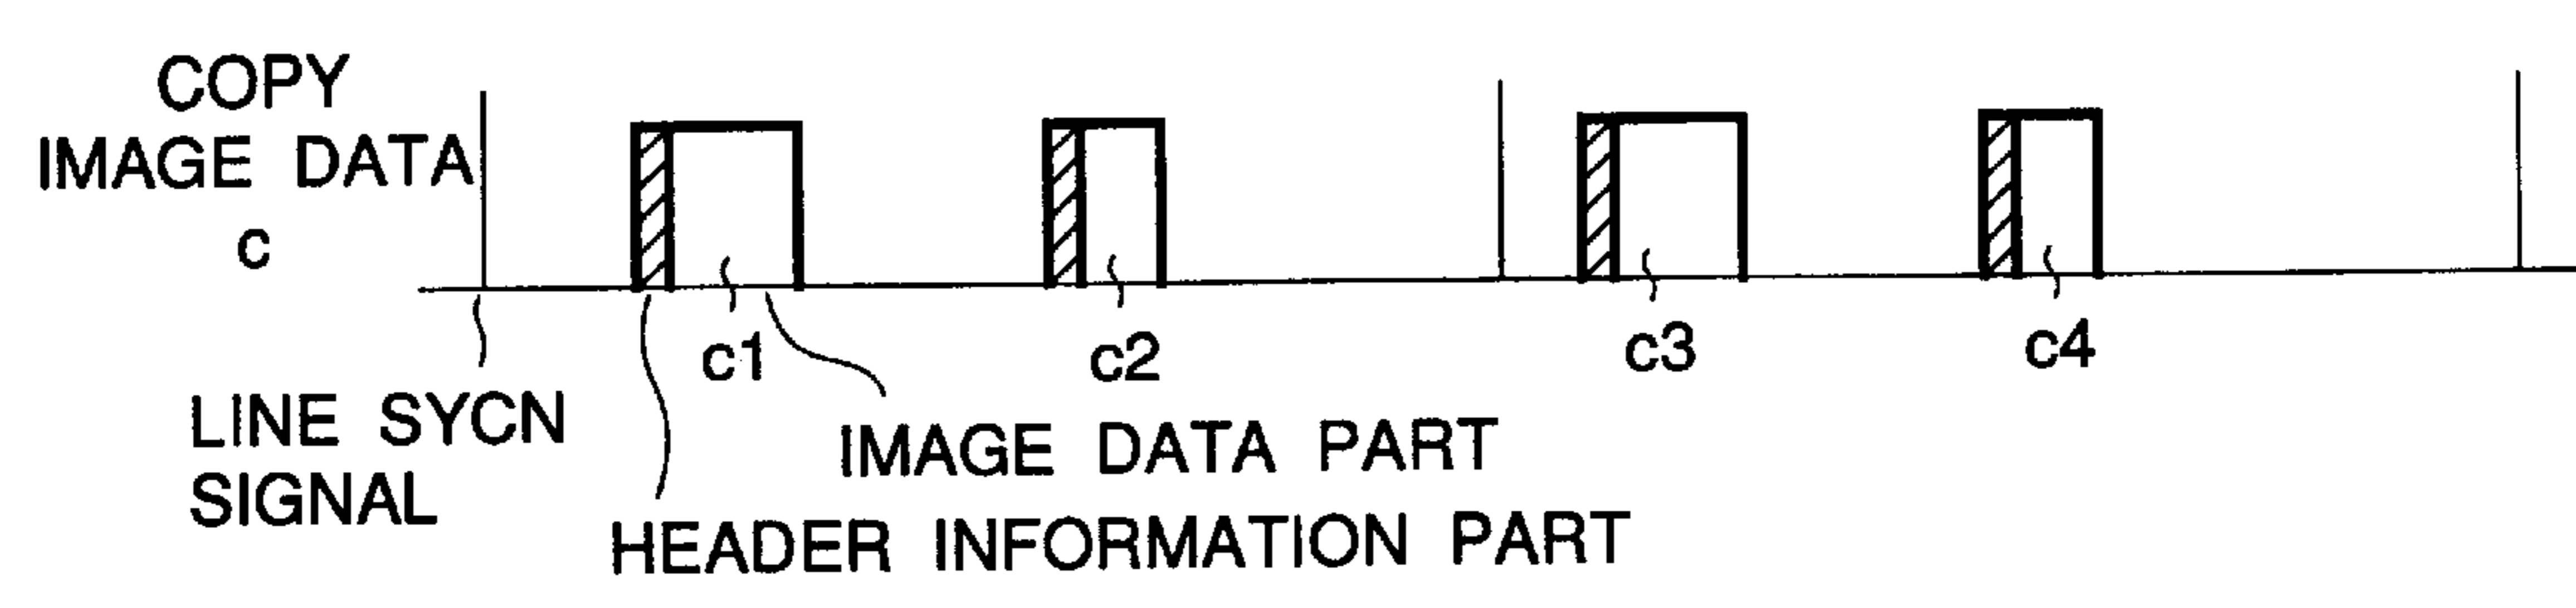 COPY
IMAGE DATA
c
c1
c2
c3
c4
LINE SYCN
SIGNAL
IMAGE DATA PART
HEADER INFORMATION PART